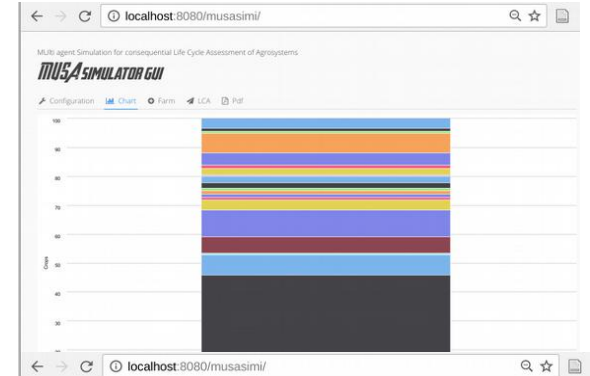 localhost:8080/musasimi/
MUlti agent Simulation for consequential Life Cycle Assessment of Agrosystems
MUSA SIMULATOR GUI
Configuration Chart Farm LCA Pdf
100
90
80
70
60
Crops
50
40
30
localhost:8080/musasimi/